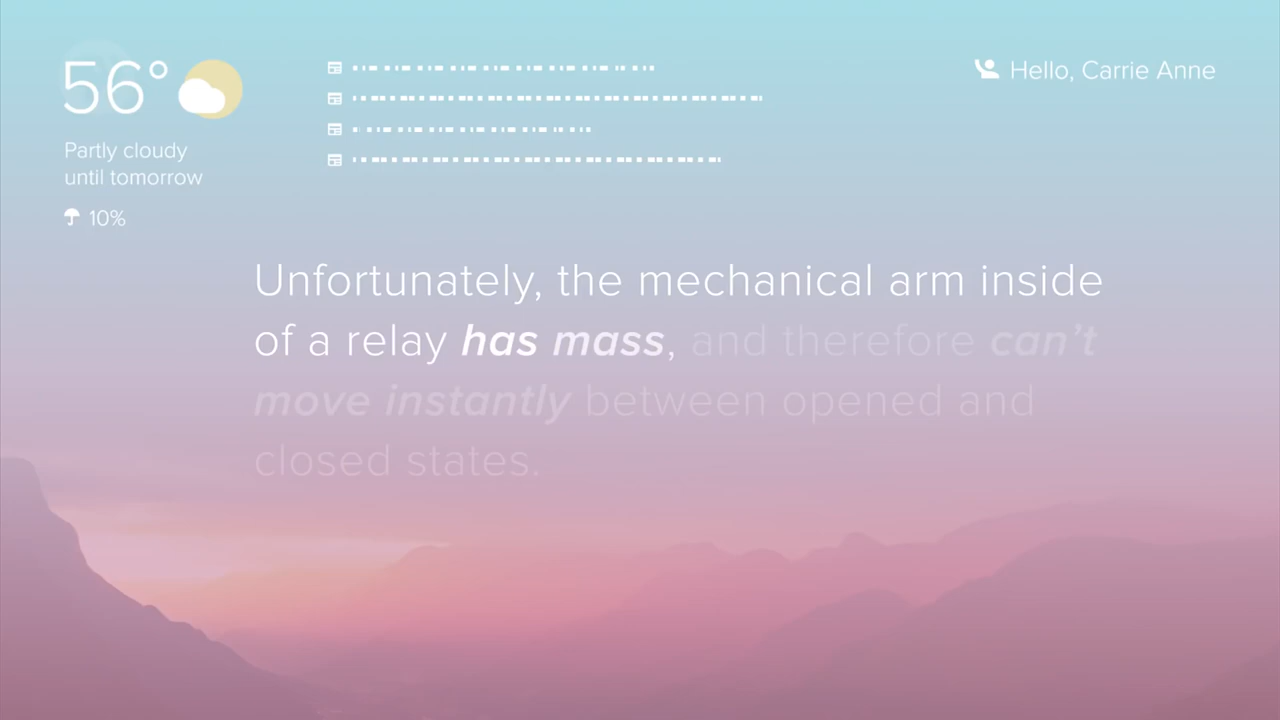 56°
Partly cloudy
until tomorrow
10%
Hello, Carrie Anne
Unfortunately, the mechanical arm inside
of a relay has mass, and therefore can't
move instantly between opened and
closed states.